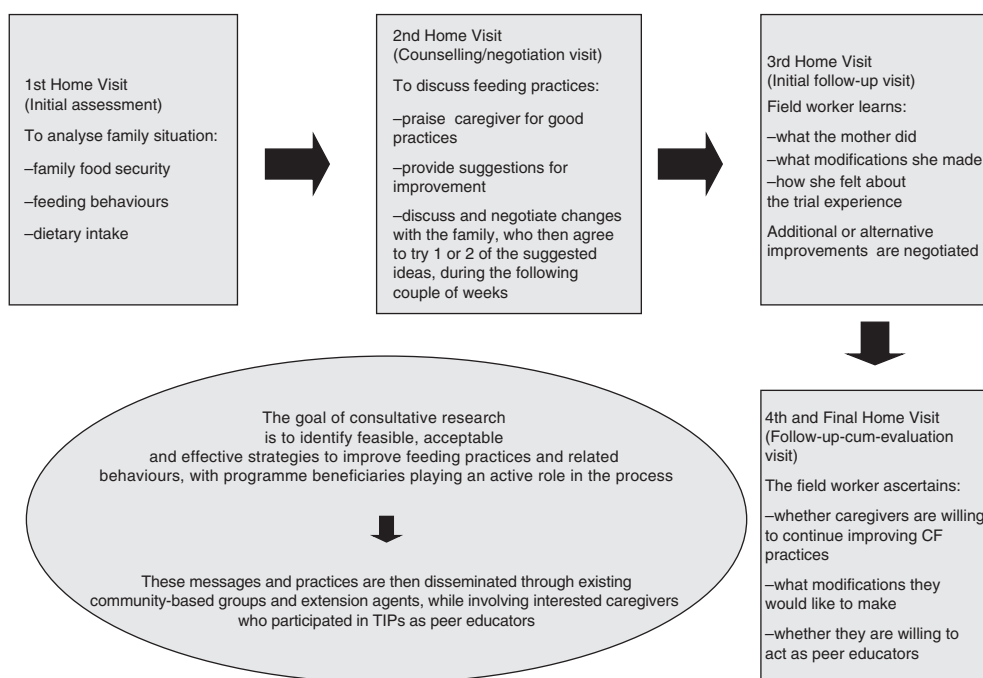 1st Home Visit
(Initial assessment)
To analyse family situation:
–family food security
–feeding behaviours
–dietary intake
2nd Home Visit
(Counselling/negotiation visit)
To discuss feeding practices:
–praise caregiver for good
practices
–provide suggestions for
improvement
–discuss and negotiate changes
with the family, who then agree
to try 1 or 2 of the suggested
ideas, during the following
couple of weeks
3rd Home Visit
(Initial follow-up visit)
Field worker learns:
–what the mother did
–what modifications she made
–how she felt about
the trial experience
Additional or alternative
improvements are negotiated
4th and Final Home Visit
(Follow-up-cum-evaluation
visit)
The field worker ascertains:
–whether caregivers are willing
to continue improving CF
practices
–what modifications they
would like to make
–whether they are willing to
act as peer educators
The goal of consultative research
is to identify feasible, acceptable
and effective strategies to improve feeding practices and related
behaviours, with programme beneficiaries playing an active role in the process
These messages and practices are then disseminated through existing
community-based groups and extension agents, while involving interested caregivers
who participated in TIPs as peer educators